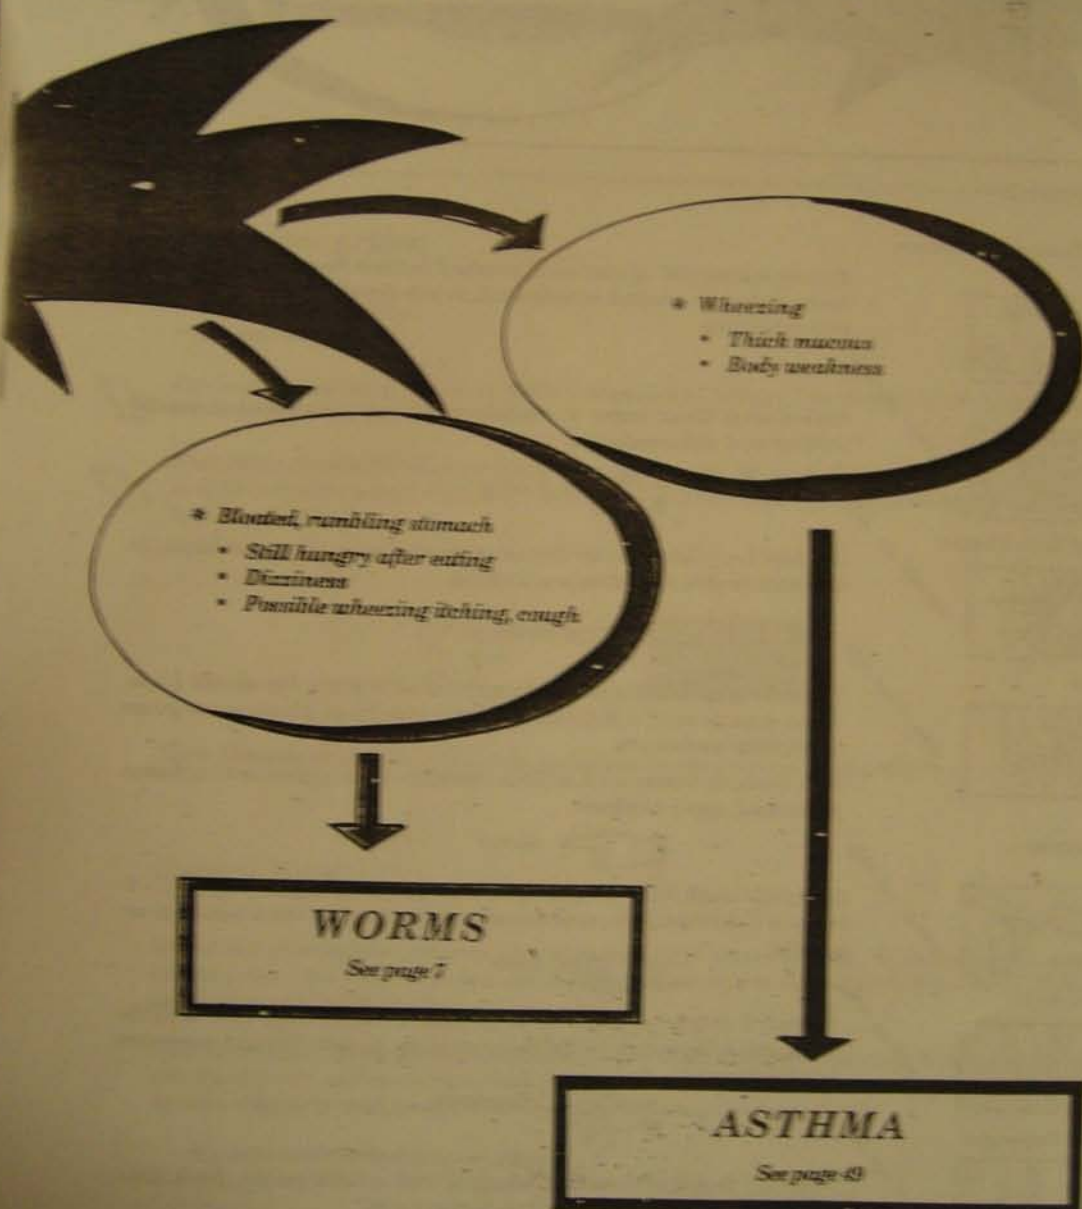 * Wheezing
• Thick mucous
• Body weakness
* Bloated, rumbling stomach
• Still hungry after eating
• Dizziness
• Possible wheezing itching, cough
WORMS
See page 7
ASTHMA
See page 49